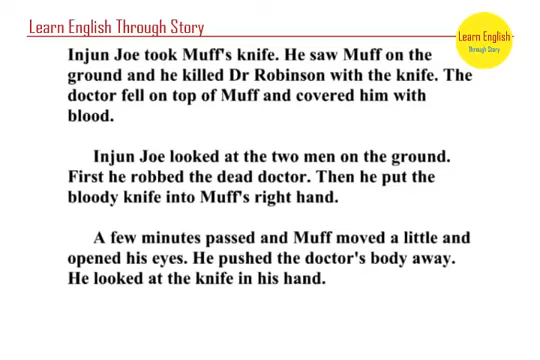 Learn English Through Story
Learn English
Through Story
Injun Joe took Muff's knife. He saw Muff on the
ground and he killed Dr Robinson with the knife. The
doctor fell on top of Muff and covered him with
blood.
Injun Joe looked at the two men on the ground.
First he robbed the dead doctor. Then he put the
bloody knife into Muff's right hand.
A few minutes passed and Muff moved a little and
opened his eyes. He pushed the doctor's body away.
He looked at the knife in his hand.